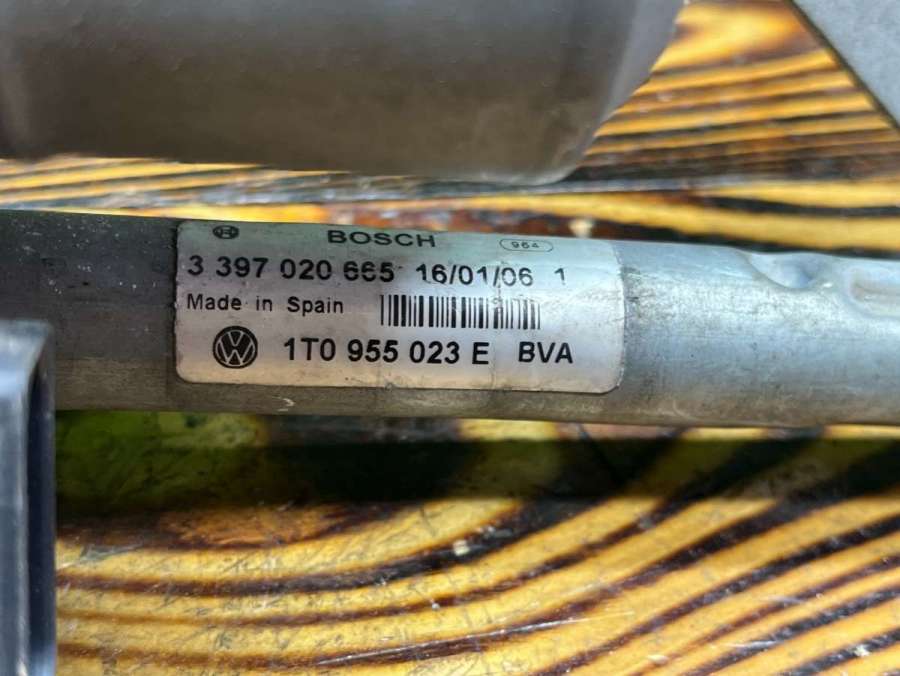 BOSCH 964
3 397 020 665 16/01/06 1
Made in Spain
1T0 955 023 E BVA